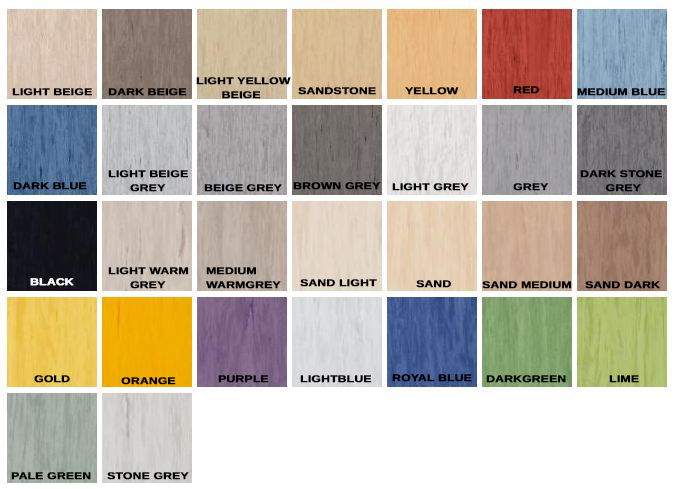 LIGHT BEIGE
DARK BEIGE
LIGHT YELLOW
BEIGE
SANDSTONE
YELLOW
RED
MEDIUM BLUE
DARK BLUE
LIGHT BEIGE
GREY
BEIGE GREY
BROWN GREY
LIGHT GREY
GREY
DARK STONE
GREY
BLACK
LIGHT WARM
GREY
MEDIUM
WARMGREY
SAND LIGHT
SAND
SAND MEDIUM
SAND DARK
GOLD
ORANGE
PURPLE
LIGHTBLUE
ROYAL BLUE
DARKGREEN
LIME
PALE GREEN
STONE GREY